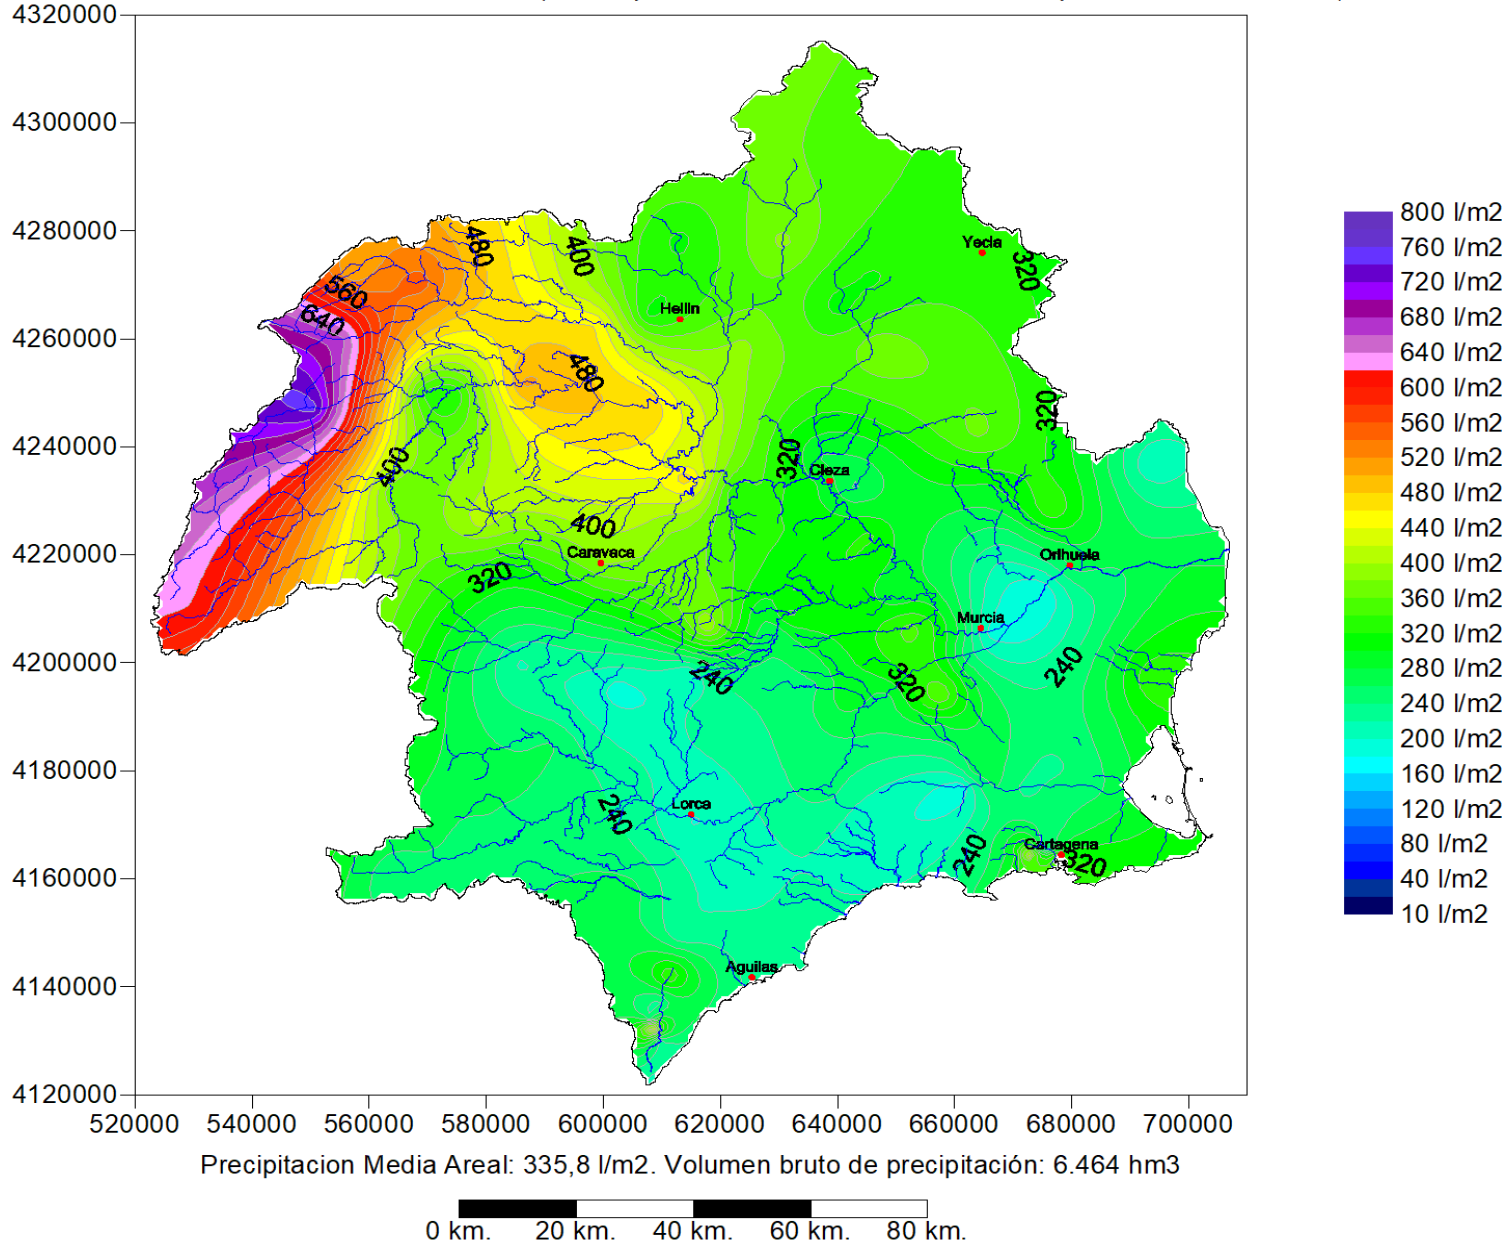 4320000
4300000
4280000
4260000
4240000
4220000
4200000
4180000
4160000
4140000
4120000
520000 540000 560000 580000 600000 620000 640000 660000 680000 700000
480
400
560
640
480
400
400
320
320
320
320
240
320
240
240
240
320
Yecla
Hellin
Cieza
Caravaca
Orihuela
Murcia
Lorca
Cartagena
Aguilas
800 l/m2
760 l/m2
720 l/m2
680 l/m2
640 l/m2
600 l/m2
560 l/m2
520 l/m2
480 l/m2
440 l/m2
400 l/m2
360 l/m2
320 l/m2
280 l/m2
240 l/m2
200 l/m2
160 l/m2
120 l/m2
80 l/m2
40 l/m2
10 l/m2
Precipitacion Media Areal: 335,8 l/m2. Volumen bruto de precipitación: 6.464 hm3
0 km. 20 km. 40 km. 60 km. 80 km.